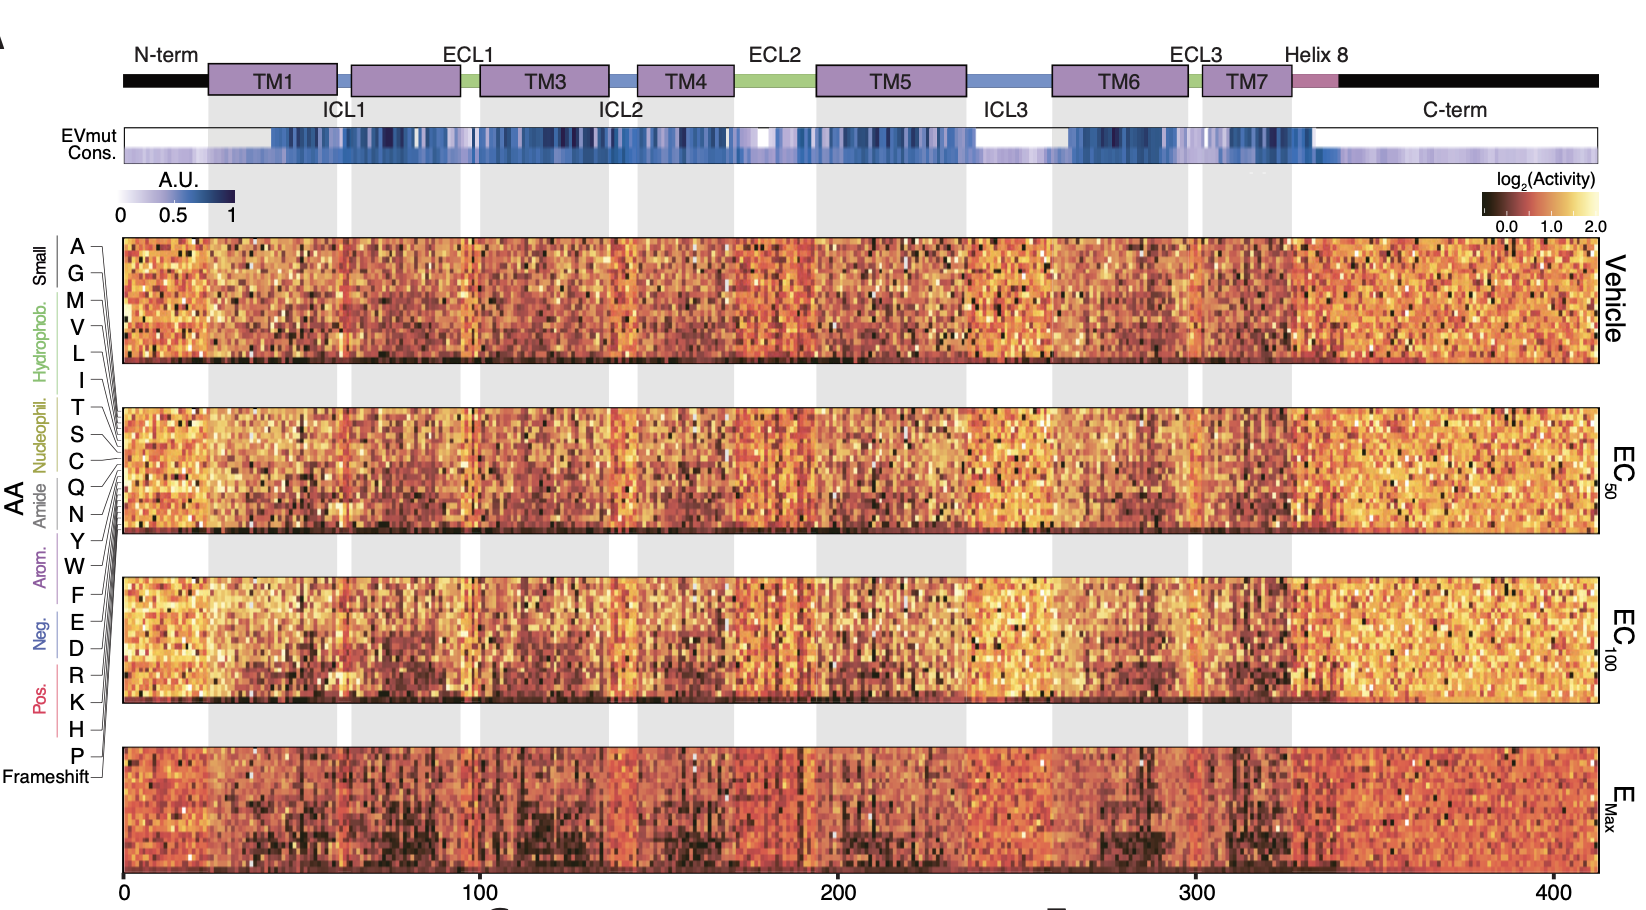 N-term ECL1 ECL2 ECL3 Helix 8
TM1 TM3 TM4 TM5 TM6 TM7
ICL1 ICL2 ICL3 C-term
EVmut
Cons.
A.U.
0 0.5 1
log2(Activity)
0.0 1.0 2.0
AA
Small
Hydrophob.
Nucleophil.
Amide
Arom.
Neg.
Pos.
A
G
M
V
L
I
T
S
C
Q
N
Y
W
F
E
D
R
K
H
P
Frameshift
Vehicle
EC50
EC100
EMax
0 100 200 300 400